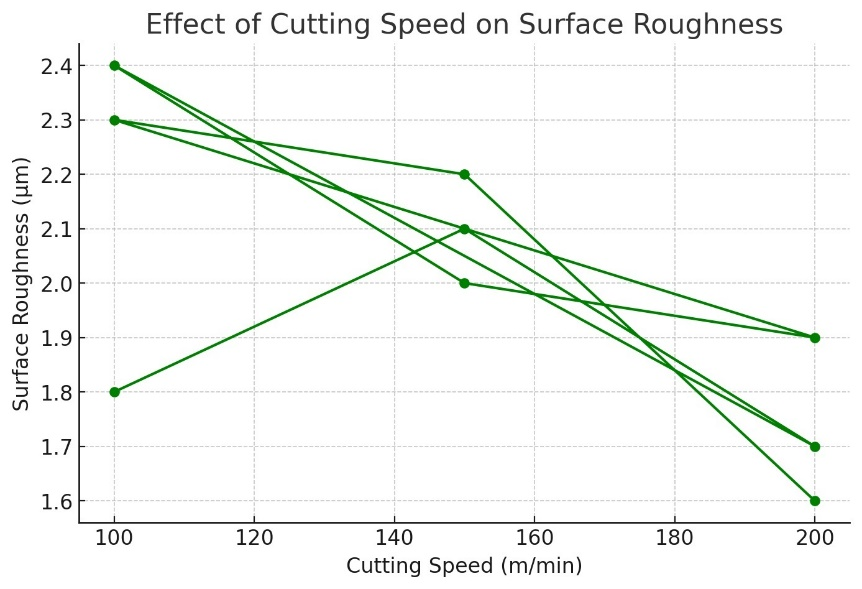 Effect of Cutting Speed on Surface Roughness
Surface Roughness (μm)
2.4
2.3
2.2
2.1
2.0
1.9
1.8
1.7
1.6
100 120 140 160 180 200
Cutting Speed (m/min)